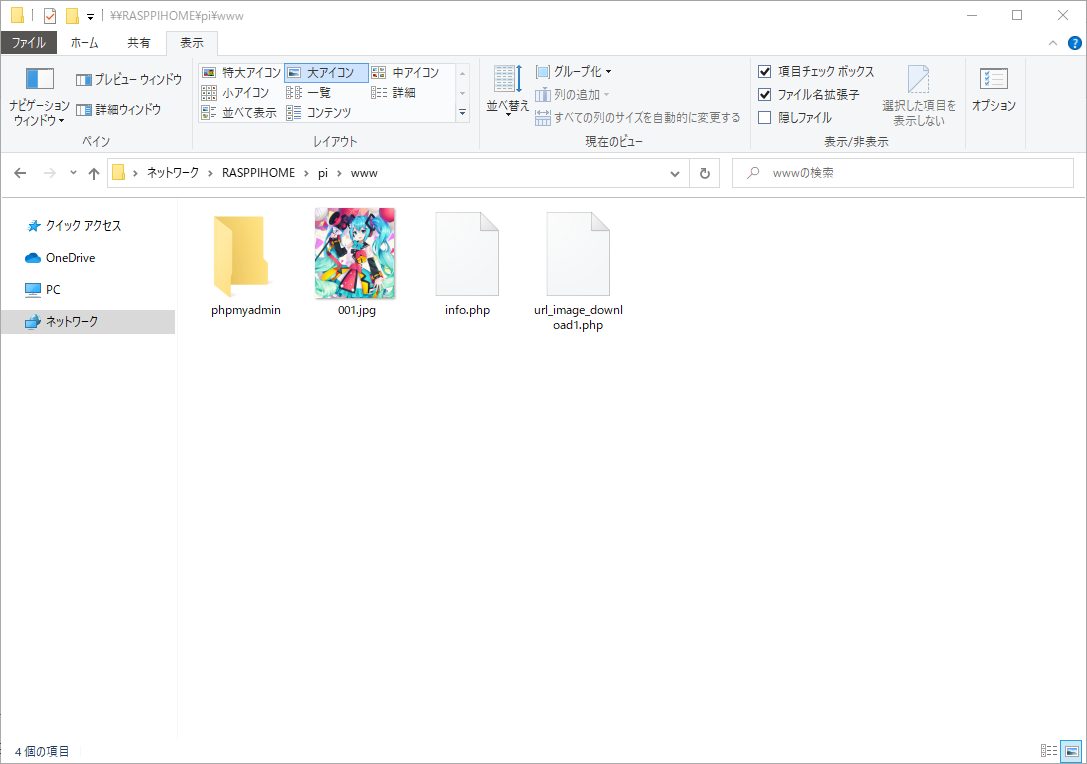 ¥¥RASPPIHOME¥pi¥www
ファイル ホーム 共有 表示
ナビゲーション
ウィンドウ
プレビュー ウィンドウ
詳細ウィンドウ
ペイン
特大アイコン 大アイコン 中アイコン
小アイコン 一覧 詳細
並べて表示 コンテンツ
レイアウト
並べ替え
グループ化
列の追加
すべての列のサイズを自動的に変更する
現在のビュー
項目チェック ボックス
ファイル名拡張子
隠しファイル
選択した項目を
表示しない
表示/非表示
オプション
ネットワーク RASPPIHOME pi www
wwwの検索
クイック アクセス
OneDrive
PC
ネットワーク
phpmyadmin
001.jpg
info.php
url_image_downl
oad1.php
4 個の項目